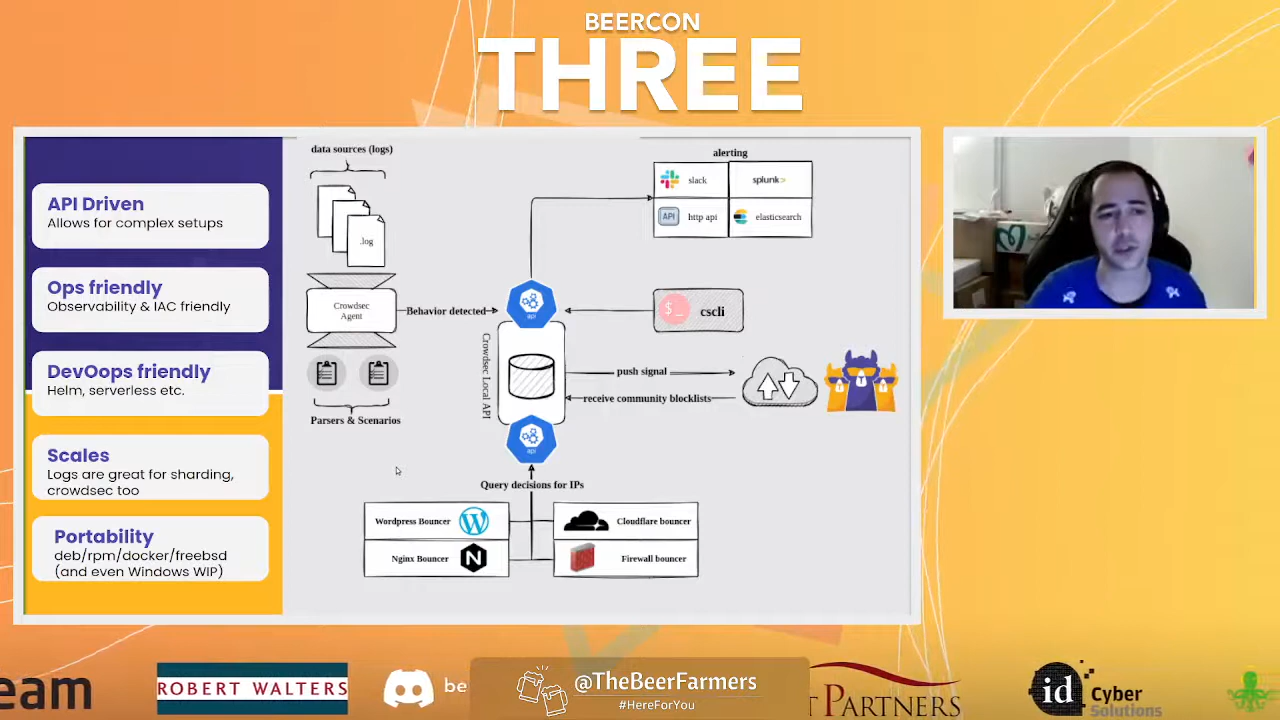 BEERCON
THREE
API Driven
Allows for complex setups
Ops friendly
Observability & IAC friendly
DevOops friendly
Helm, serverless etc.
Scales
Logs are great for sharding,
crowdsec too
Portability
deb/rpm/docker/freebsd
(and even Windows WIP)
data sources (logs)
.log
Crowdsec
Agent
Parsers & Scenarios
Behavior detected
api
Crowdsec Local API
api
alerting
slack
splunk>
API
http api
elasticsearch
$_
cscli
push signal
receive community blocklists
Query decisions for IPs
Wordpress Bouncer
Cloudflare bouncer
Nginx Bouncer
N
Firewall bouncer
eam
ROBERT WALTERS
be
@TheBeerFarmers
#HereForYou
T PARTNERS
id
Cyber
Solutions